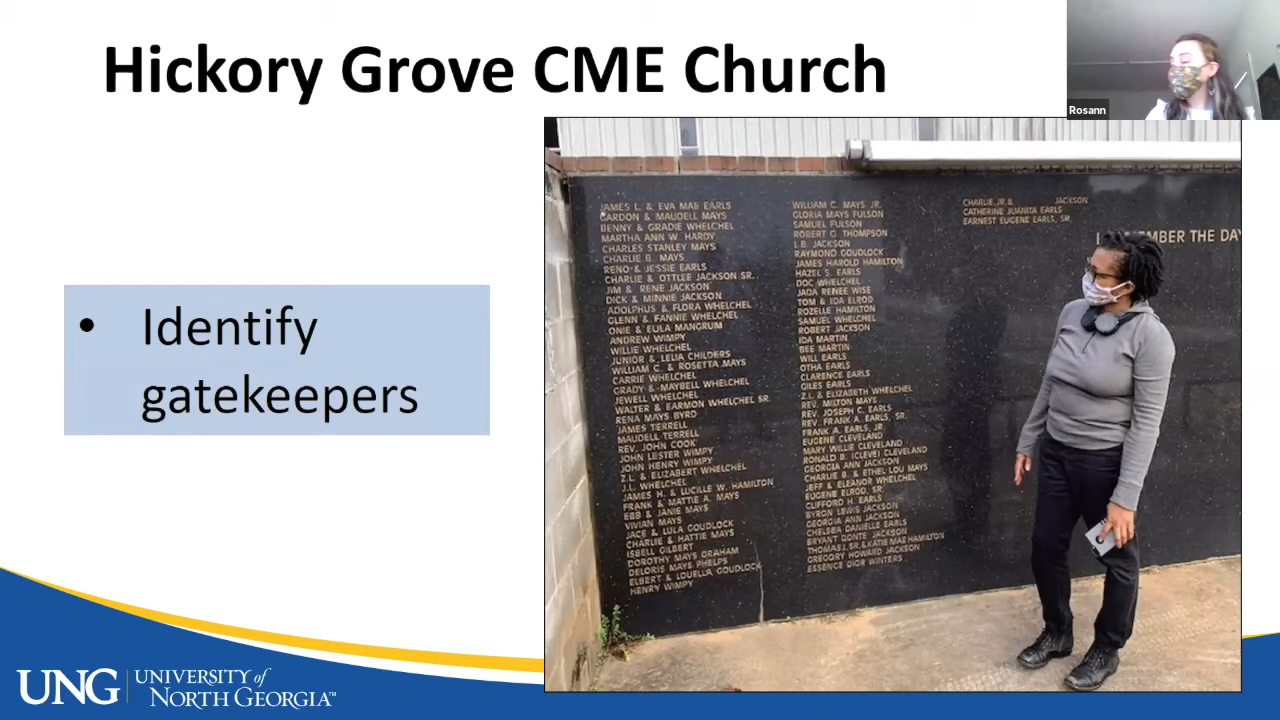 Hickory Grove CME Church
Rosann
• Identify
gatekeepers
JAMES L. & EVA MAE EARLS
CARDON & MAUDELL MAYS
BENNY & GRADIE WHELCHEL
MARTHA ANN W. HARDY
CHARLES STANLEY MAYS
CHARLIE B. MAYS
RENO & JESSIE EARLS
CHARLIE & OTTLEE JACKSON SR.
JIM & RENE JACKSON
DICK & MINNIE JACKSON
ADOLPHUS & FLORA WHELCHEL
GLENN & FANNIE WHELCHEL
ONIE & EULA MANGRUM
ANDREW WIMPY
WILLIE WHELCHEL
JUNIOR & LELIA CHILDERS
WILLIAM C. & ROSETTA MAYS
CARRIE WHELCHEL
GRADY & MAYBELL WHELCHEL
JEWELL WHELCHEL
WALTER & EARMON WHELCHEL SR.
RENA MAYS BYRD
JAMES TERRELL
MAUDELL TERRELL
REV. JOHN COOK
JOHN LESTER WIMPY
JOHN HENRY WIMPY
Z.L. & ELIZABERT WHELCHEL
J.L. WHELCHEL
JAMES H. & LUCILLE W. HAMILTON
FRANK & MATTIE A. MAYS
EBB & JANIE MAYS
VIVIAN MAYS
JACE & LULA GOUDLOCK
CHARLIE & HATTIE MAYS
ISBELL GILBERT
DOROTHY MAYS GRAHAM
DELORIS MAYS PHELPS
ELBERT & LOUELLA GOUDLOCK
HENRY WIMPY
WILLIAM C. MAYS JR.
GLORIA MAYS FULSON
SAMUEL FULSON
ROBERT G. THOMPSON
L.B. JACKSON
RAYMOND GOUDLOCK
JAMES HAROLD HAMILTON
HAZEL S. EARLS
DOC WHELCHEL
JADA RENEE WISE
TOM & IDA ELROD
ROZELLE HAMILTON
SAMUEL WHELCHEL
ROBERT JACKSON
IDA MARTIN
BEE MARTIN
WILL EARLS
OTHA EARLS
CLARENCE EARLS
GILES EARLS
Z.L. & ELIZABETH WHELCHEL
REV. MILTON MAYS
REV. JOSEPH C. EARLS
REV. FRANK A. EARLS, SR.
FRANK A. EARLS, JR.
EUGENE CLEVELAND
MARY WILLIE CLEVELAND
RONALD B. (CLEVE) CLEVELAND
GEORGIA ANN JACKSON
CHARLIE B. & ETHEL LOU MAYS
JEFF & ELEANOR WHELCHEL
EUGENE ELROD, SR.
CLIFFORD H. EARLS
BYRON LEWIS JACKSON
GEORGIA ANN JACKSON
CHELSEA DANIELLE EARLS
BRYANT DONTE JACKSON
THOMAS J. SR. & KATIE MAE HAMILTON
GREGORY HOWARD JACKSON
ESSENCE DIOR WINTERS
CHARLIE JR. & JACKSON
CATHERINE JUANITA EARLS
EARNEST EUGENE EARLS, SR.
THE DAY
UNG UNIVERSITY of
NORTH GEORGIA™